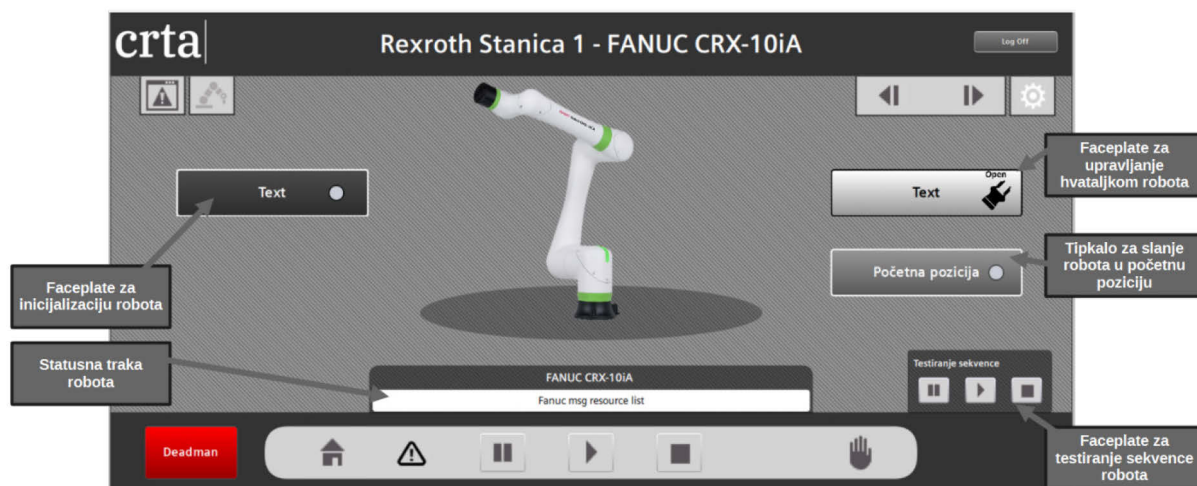 crta
Rexroth Stanica 1 - FANUC CRX-10iA
Log Off
Faceplate za
upravljanje
hvataljkom robota
Text
Open
Text
Tipkalo za slanje
robota u početnu
poziciju
Početna pozicija
Faceplate za
inicijalizaciju robota
Statusna traka
robota
Testiranje sekvence
FANUC CRX-10iA
Fanuc msg resource list
Deadman
Faceplate za
testiranje sekvence
robota